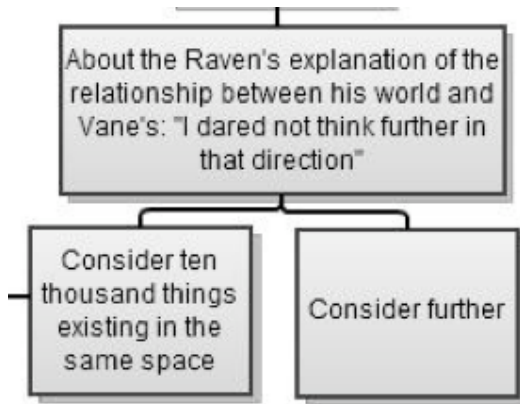 About the Raven's explanation of the
relationship between his world and
Vane's: "I dared not think further in
that direction"
Consider ten
thousand things
existing in the
same space
Consider further